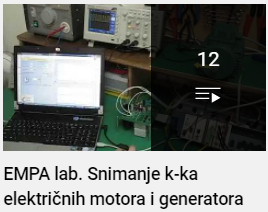 12
EMPA lab. Snimanje k-ka
električnih motora i generatora